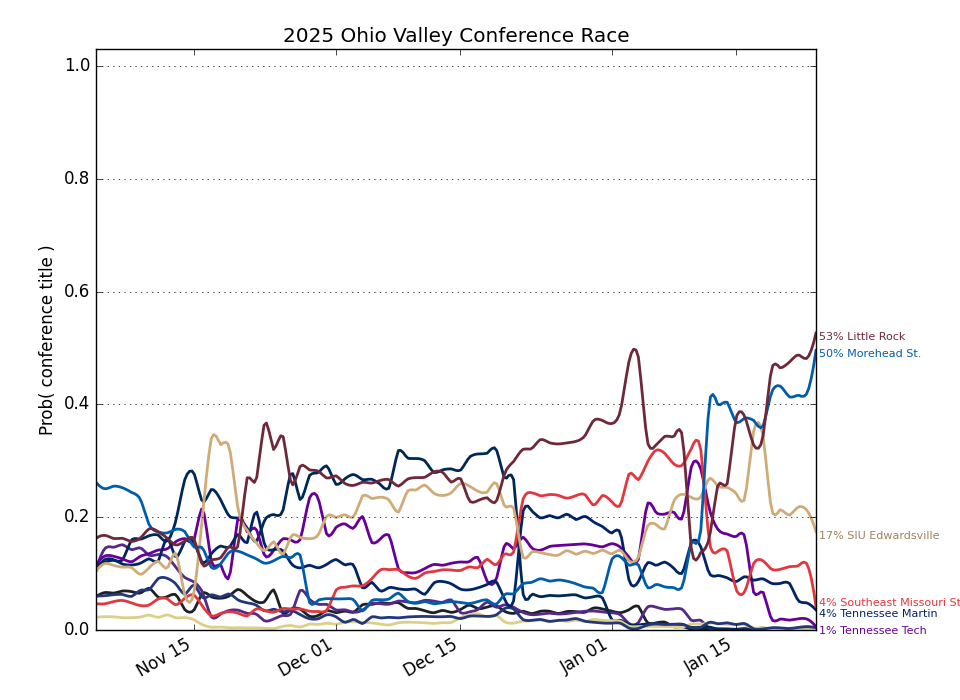 2025 Ohio Valley Conference Race
Prob( conference title )
1.0
0.8
0.6
0.4
0.2
0.0
Nov 15
Dec 01
Dec 15
Jan 01
Jan 15
53% Little Rock
50% Morehead St.
17% SIU Edwardsville
4% Southeast Missouri St
4% Tennessee Martin
1% Tennessee Tech